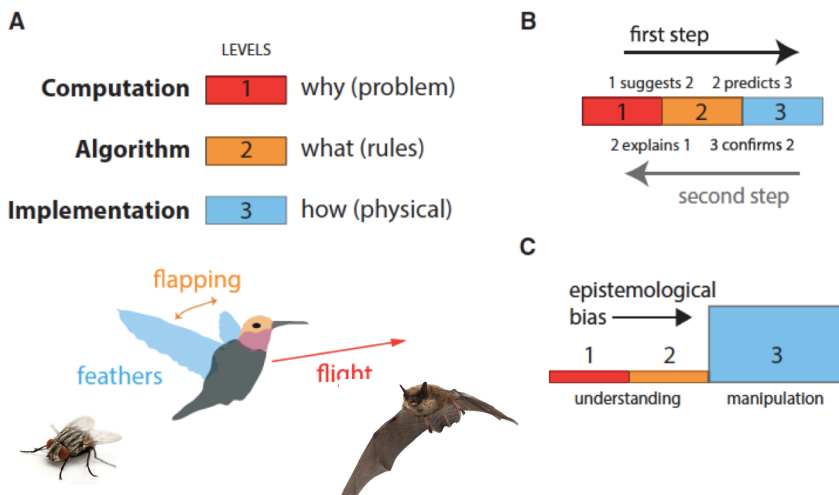 A
LEVELS
Computation 1 why (problem)
Algorithm 2 what (rules)
Implementation 3 how (physical)
flapping
feathers
flight
B
first step
1 suggests 2 2 predicts 3
1 2 3
2 explains 1 3 confirms 2
second step
C
epistemological
bias
1 2 3
understanding manipulation